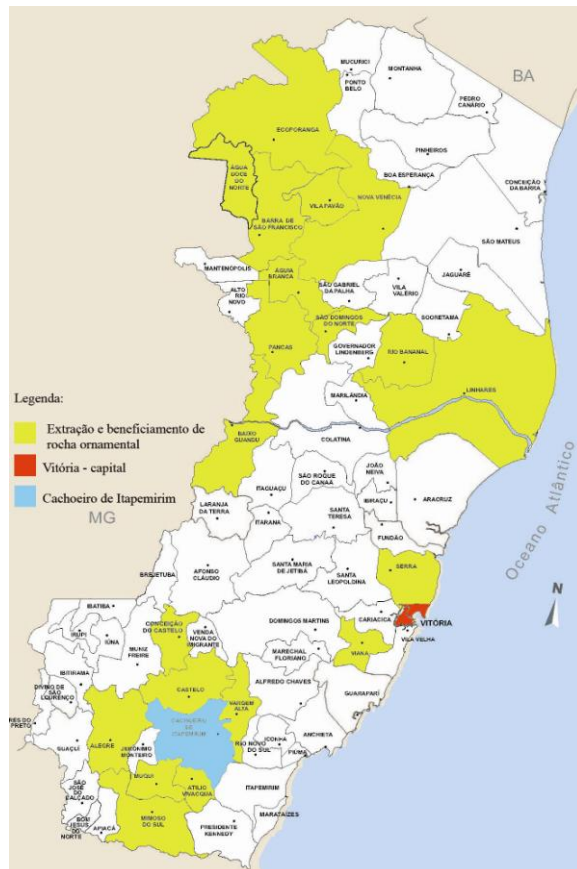 BA
MUCURICI
PONTO
BELO
MONTANHA
PEDRO
CANÁRIO
ECOPORANGA
PINHEIROS
BOA ESPERANÇA
CONCEIÇÃO
DA BARRA
ÁGUA
DOCE DO
NORTE
VILA PAVÃO
NOVA VENÉCIA
BARRA DE
SÃO FRANCISCO
SÃO MATEUS
MANTENÓPOLIS
ÁGUIA
BRANCA
JAGUARÉ
ALTO
RIO
NOVO
SÃO GABRIEL
DA PALHA
VILA
VALÉRIO
SÃO DOMINGOS
DO NORTE
SOORETAMA
PANCAS
GOVERNADOR
LINDENBERG
RIO BANANAL
LINHARES
MARILÂNDIA
Legenda:
Extração e beneficiamento de
rocha ornamental
Vitória - capital
Cachoeiro de Itapemirim
BAIXO
GUANDU
COLATINA
MG
JOÃO
NEIVA
SÃO ROQUE
DO CANAÃ
ITAGUAÇU
IBIRAÇU
ARACRUZ
LARANJA
DA TERRA
ITARANA
SANTA
TERESA
FUNDÃO
Oceano Atlântico
BREJETUBA
AFONSO
CLÁUDIO
SANTA MARIA
DE JETIBÁ
SANTA
LEOPOLDINA
SERRA
N
IBATIBA
CONCEIÇÃO
DO CASTELO
VENDA
NOVA DO
IMIGRANTE
DOMINGOS MARTINS
CARIACICA
VITÓRIA
VILA VELHA
IRUPI
IÚNA
MUNIZ
FREIRE
MARECHAL
FLORIANO
VIANA
IBITIRAMA
ALFREDO CHAVES
DIVINO DE
SÃO
LOURENÇO
CASTELO
GUARAPARI
VARGEM
ALTA
RES DO
PRETO
CACHOEIRO
DE
ITAPEMIRIM
ANCHIETA
GUAÇUÍ
ALEGRE
JERÔNIMO
MONTEIRO
RIO NOVO
DO SUL
ICONHA
PIÚMA
MUQUI
ATÍLIO
VIVACQUA
ITAPEMIRIM
SÃO
JOSÉ DO
CALÇADO
BOM
JESUS DO
NORTE
APIACÁ
MIMOSO
DO SUL
PRESIDENTE
KENNEDY
MARATAÍZES